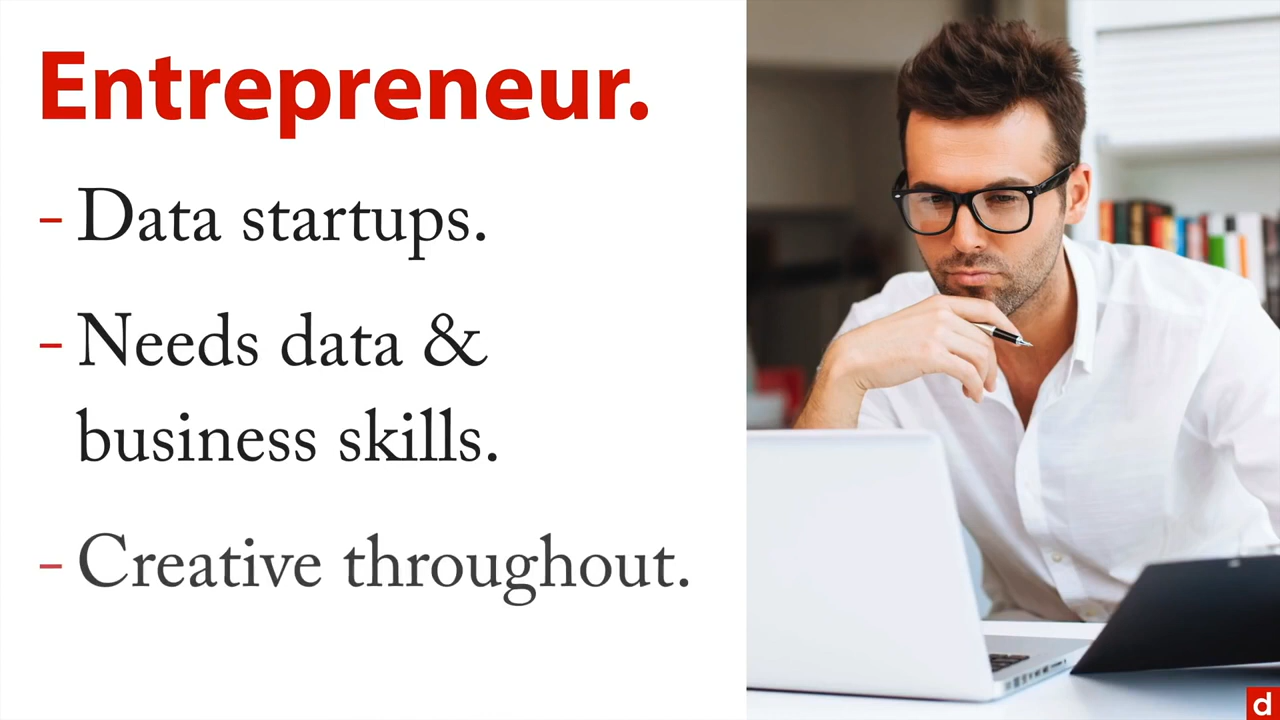 Entrepreneur.
- Data startups.
- Needs data &
business skills.
- Creative throughout.
d